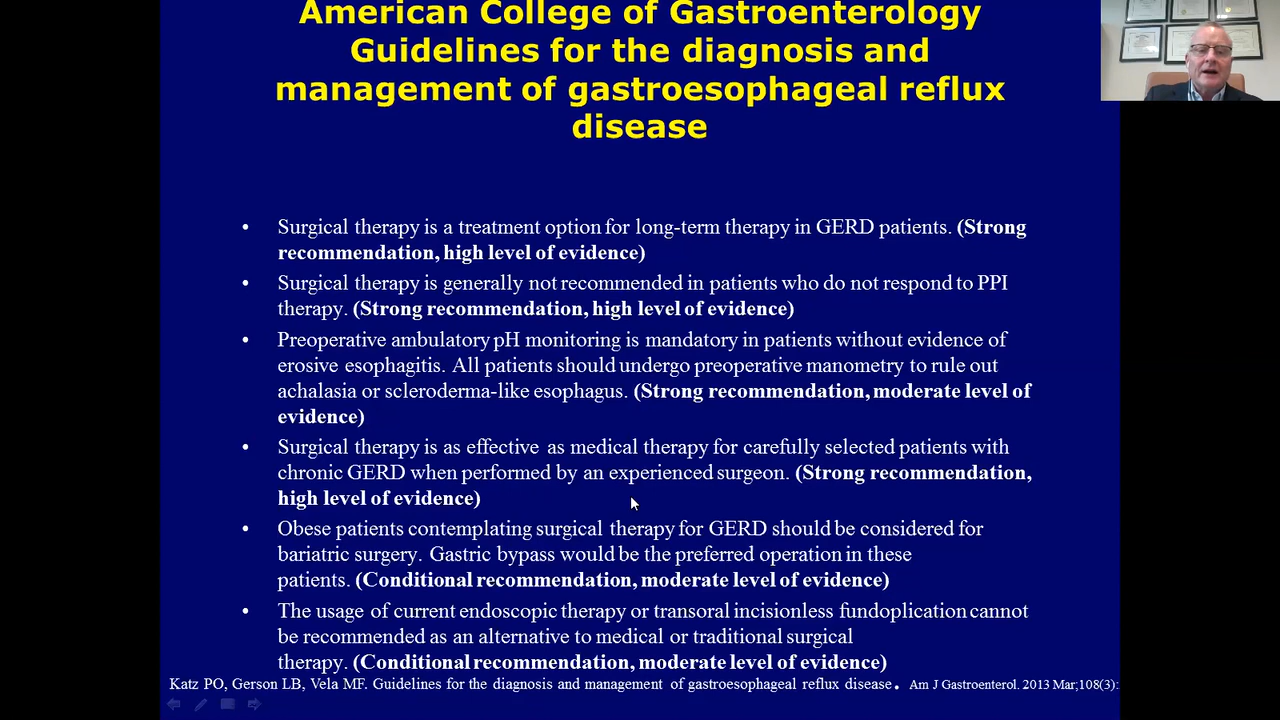 American College of Gastroenterology
Guidelines for the diagnosis and
management of gastroesophageal reflux
disease
• Surgical therapy is a treatment option for long-term therapy in GERD patients. (Strong
recommendation, high level of evidence)
• Surgical therapy is generally not recommended in patients who do not respond to PPI
therapy. (Strong recommendation, high level of evidence)
• Preoperative ambulatory pH monitoring is mandatory in patients without evidence of
erosive esophagitis. All patients should undergo preoperative manometry to rule out
achalasia or scleroderma-like esophagus. (Strong recommendation, moderate level of
evidence)
• Surgical therapy is as effective as medical therapy for carefully selected patients with
chronic GERD when performed by an experienced surgeon. (Strong recommendation,
high level of evidence)
• Obese patients contemplating surgical therapy for GERD should be considered for
bariatric surgery. Gastric bypass would be the preferred operation in these
patients. (Conditional recommendation, moderate level of evidence)
• The usage of current endoscopic therapy or transoral incisionless fundoplication cannot
be recommended as an alternative to medical or traditional surgical
therapy. (Conditional recommendation, moderate level of evidence)
Katz PO, Gerson LB, Vela MF. Guidelines for the diagnosis and management of gastroesophageal reflux disease. Am J Gastroenterol. 2013 Mar;108(3):